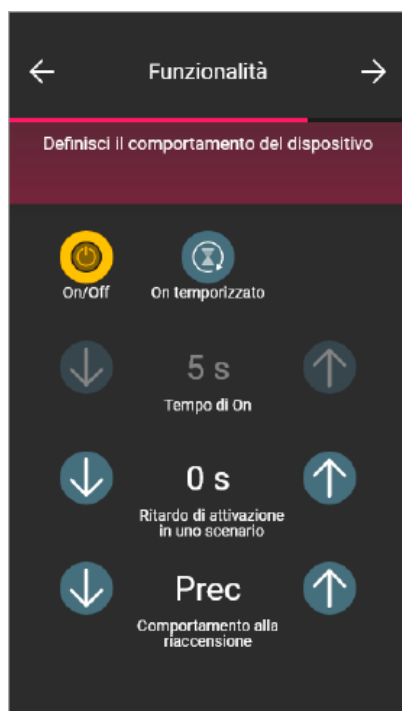 Funzionalità
Definisci il comportamento del dispositivo
On/Off
On temporizzato
5 s
Tempo di On
0 s
Ritardo di attivazione
in uno scenario
Prec
Comportamento alla
riaccensione